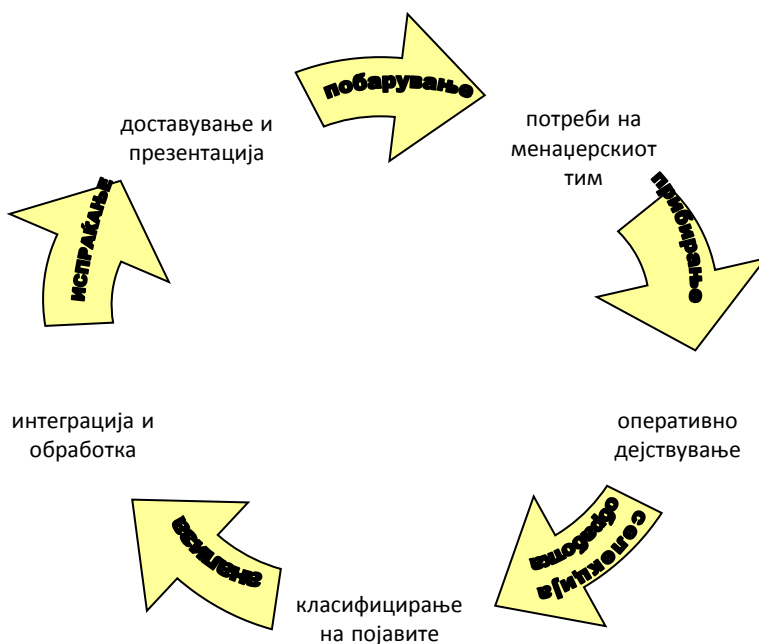 побарување
доставување и
презентација
потреби на
менаџерскиот
тим
прибирање
ИСПРАЌАЊЕ
интеграција и
обработка
оперативно
дејствување
селекција
обработка
анализа
класифицирање
на појавите